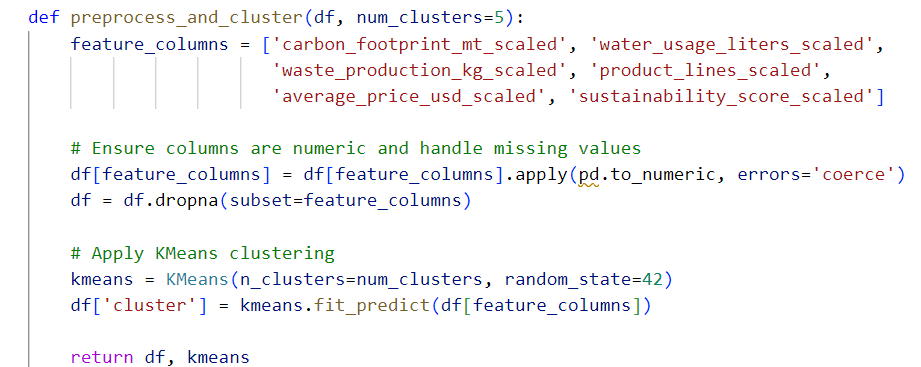 def preprocess_and_cluster(df, num_clusters=5):
    feature_columns = ['carbon_footprint_mt_scaled', 'water_usage_liters_scaled',
                       'waste_production_kg_scaled', 'product_lines_scaled',
                       'average_price_usd_scaled', 'sustainability_score_scaled']
    # Ensure columns are numeric and handle missing values
    df[feature_columns] = df[feature_columns].apply(pd.to_numeric, errors='coerce')
    df = df.dropna(subset=feature_columns)
    # Apply KMeans clustering
    kmeans = KMeans(n_clusters=num_clusters, random_state=42)
    df['cluster'] = kmeans.fit_predict(df[feature_columns])
    return df, kmeans